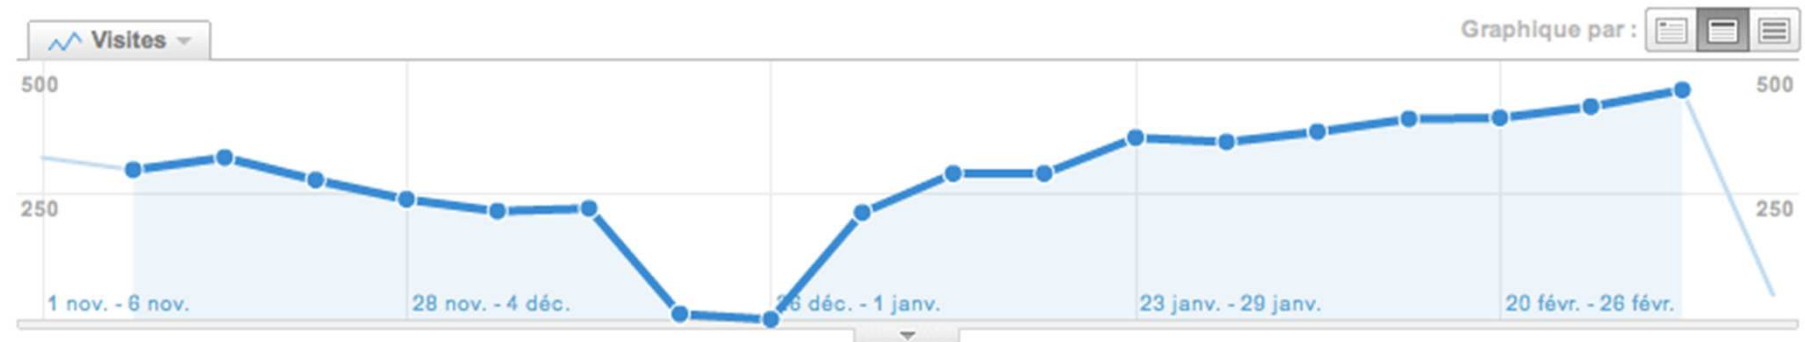 Visites
Graphique par :
500 500
250 250
1 nov. - 6 nov. 28 nov. - 4 déc. 26 déc. - 1 janv. 23 janv. - 29 janv. 20 févr. - 26 févr.